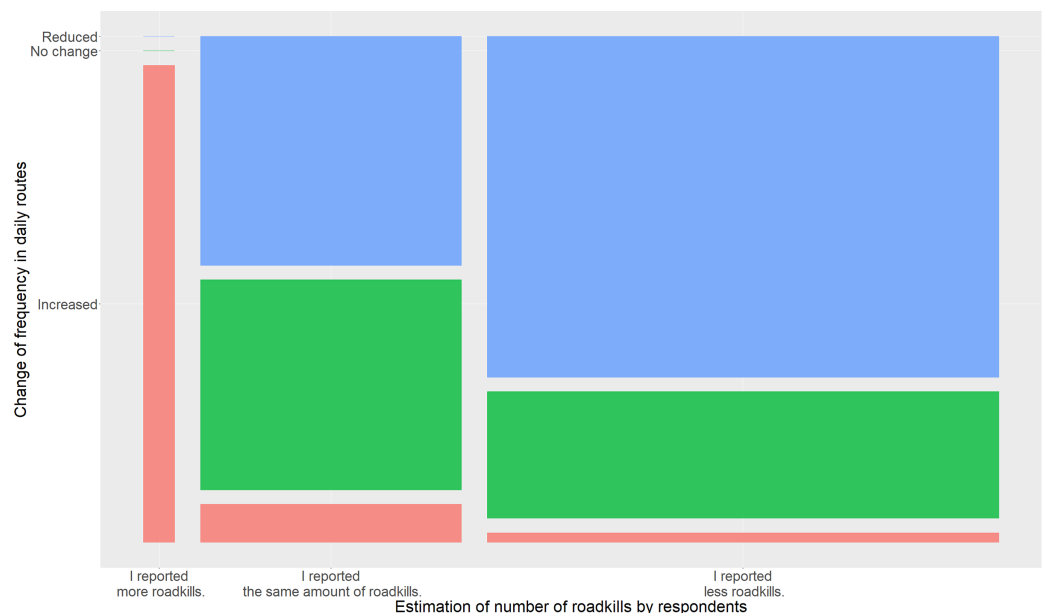 Reduced
No change
Increased
Change of frequency in daily routes
I reported
more roadkills.
I reported
the same amount of roadkills.
I reported
less roadkills.
Estimation of number of roadkills by respondents